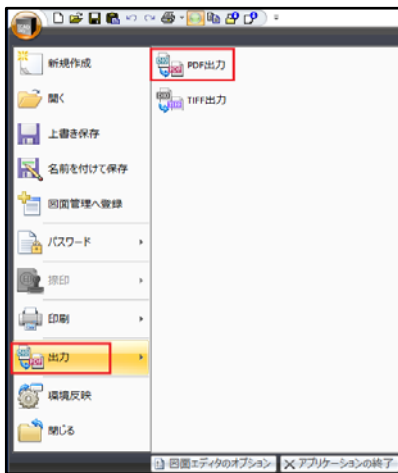 新規作成
PDF出力
開く
TIFF出力
上書き保存
名前を付けて保存
図面管理へ登録
パスワード
捺印
印刷
出力
環境反映
閉じる
図面エディタのオプション
アプリケーションの終了